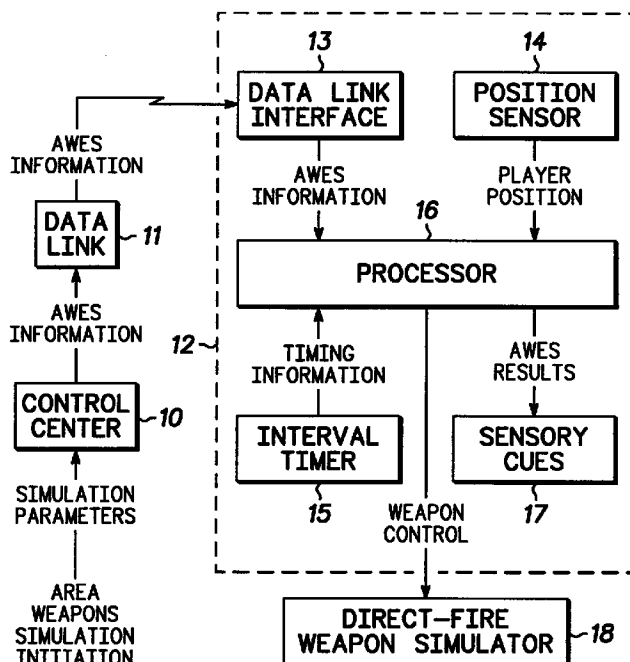 13
14
DATA LINK
INTERFACE
POSITION
SENSOR
AWES
INFORMATION
AWES
INFORMATION
PLAYER
POSITION
DATA
LINK
11
16
PROCESSOR
AWES
INFORMATION
12
TIMING
INFORMATION
AWES
RESULTS
CONTROL
CENTER
10
INTERVAL
TIMER
SENSORY
CUES
SIMULATION
PARAMETERS
15
WEAPON
CONTROL
17
AREA
WEAPONS
SIMULATION
INITIATION
DIRECT-FIRE
WEAPON SIMULATOR
18